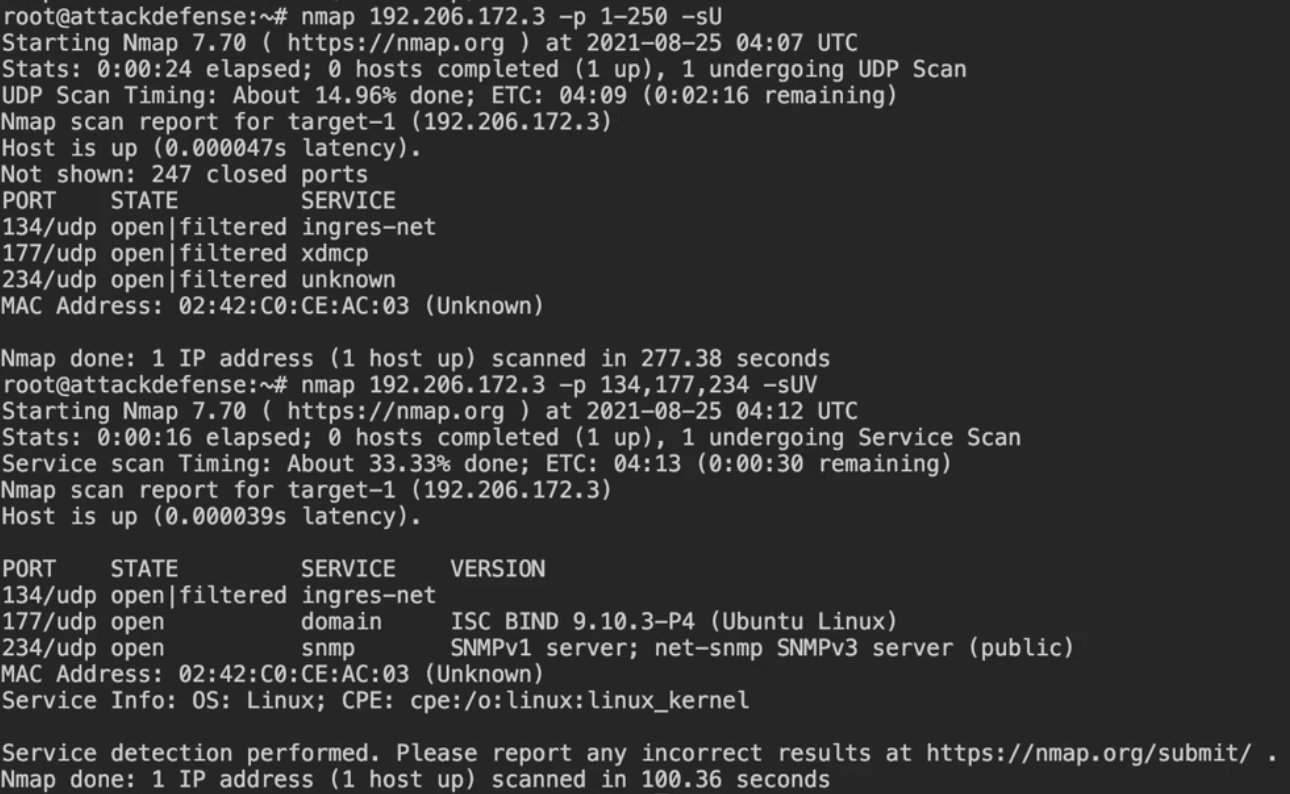 root@attackdefense:~# nmap 192.206.172.3 -p 1-250 -sU
Starting Nmap 7.70 ( https://nmap.org ) at 2021-08-25 04:07 UTC
Stats: 0:00:24 elapsed; 0 hosts completed (1 up), 1 undergoing UDP Scan
UDP Scan Timing: About 14.96% done; ETC: 04:09 (0:02:16 remaining)
Nmap scan report for target-1 (192.206.172.3)
Host is up (0.000047s latency).
Not shown: 247 closed ports
PORT    STATE         SERVICE
134/udp open|filtered ingres-net
177/udp open|filtered xdmcp
234/udp open|filtered unknown
MAC Address: 02:42:C0:CE:AC:03 (Unknown)

Nmap done: 1 IP address (1 host up) scanned in 277.38 seconds
root@attackdefense:~# nmap 192.206.172.3 -p 134,177,234 -sUV
Starting Nmap 7.70 ( https://nmap.org ) at 2021-08-25 04:12 UTC
Stats: 0:00:16 elapsed; 0 hosts completed (1 up), 1 undergoing Service Scan
Service scan Timing: About 33.33% done; ETC: 04:13 (0:00:30 remaining)
Nmap scan report for target-1 (192.206.172.3)
Host is up (0.000039s latency).

PORT    STATE         SERVICE    VERSION
134/udp open|filtered ingres-net
177/udp open          domain     ISC BIND 9.10.3-P4 (Ubuntu Linux)
234/udp open          snmp       SNMPv1 server; net-snmp SNMPv3 server (public)
MAC Address: 02:42:C0:CE:AC:03 (Unknown)
Service Info: OS: Linux; CPE: cpe:/o:linux:linux_kernel

Service detection performed. Please report any incorrect results at https://nmap.org/submit/ .
Nmap done: 1 IP address (1 host up) scanned in 100.36 seconds